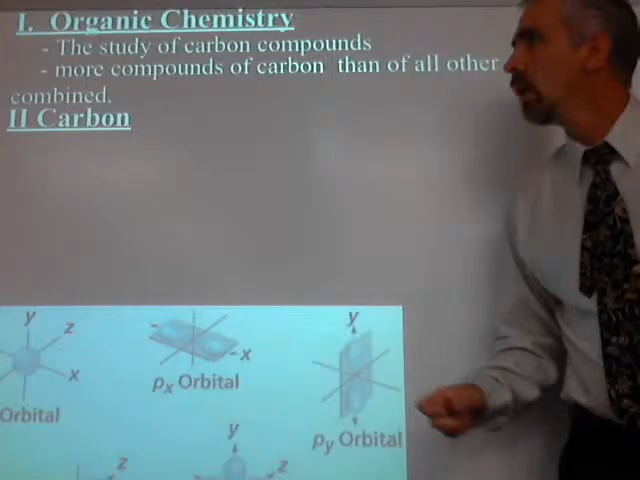 I. Organic Chemistry
- The study of carbon compounds
- more compounds of carbon than of all other
combined.
II Carbon
y
z
x
Orbital
x
px Orbital
y
py Orbital
z
y
z